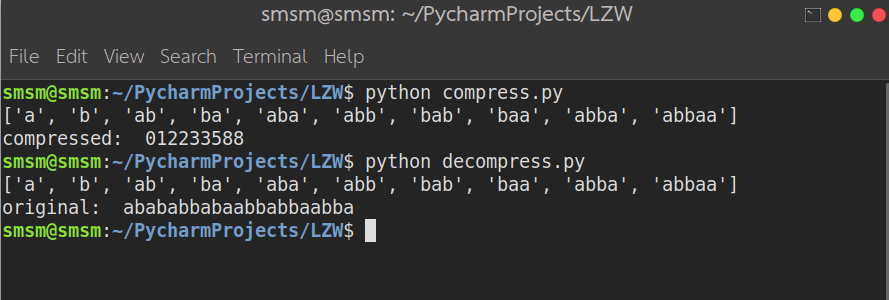 smsm@smsm: ~/PycharmProjects/LZW
File Edit View Search Terminal Help
smsm@smsm:~/PycharmProjects/LZW$ python compress.py
['a', 'b', 'ab', 'ba', 'aba', 'abb', 'bab', 'baa', 'abba', 'abbaa']
compressed:  012233588
smsm@smsm:~/PycharmProjects/LZW$ python decompress.py
['a', 'b', 'ab', 'ba', 'aba', 'abb', 'bab', 'baa', 'abba', 'abbaa']
original:  abababbabaabbabbaabba
smsm@smsm:~/PycharmProjects/LZW$